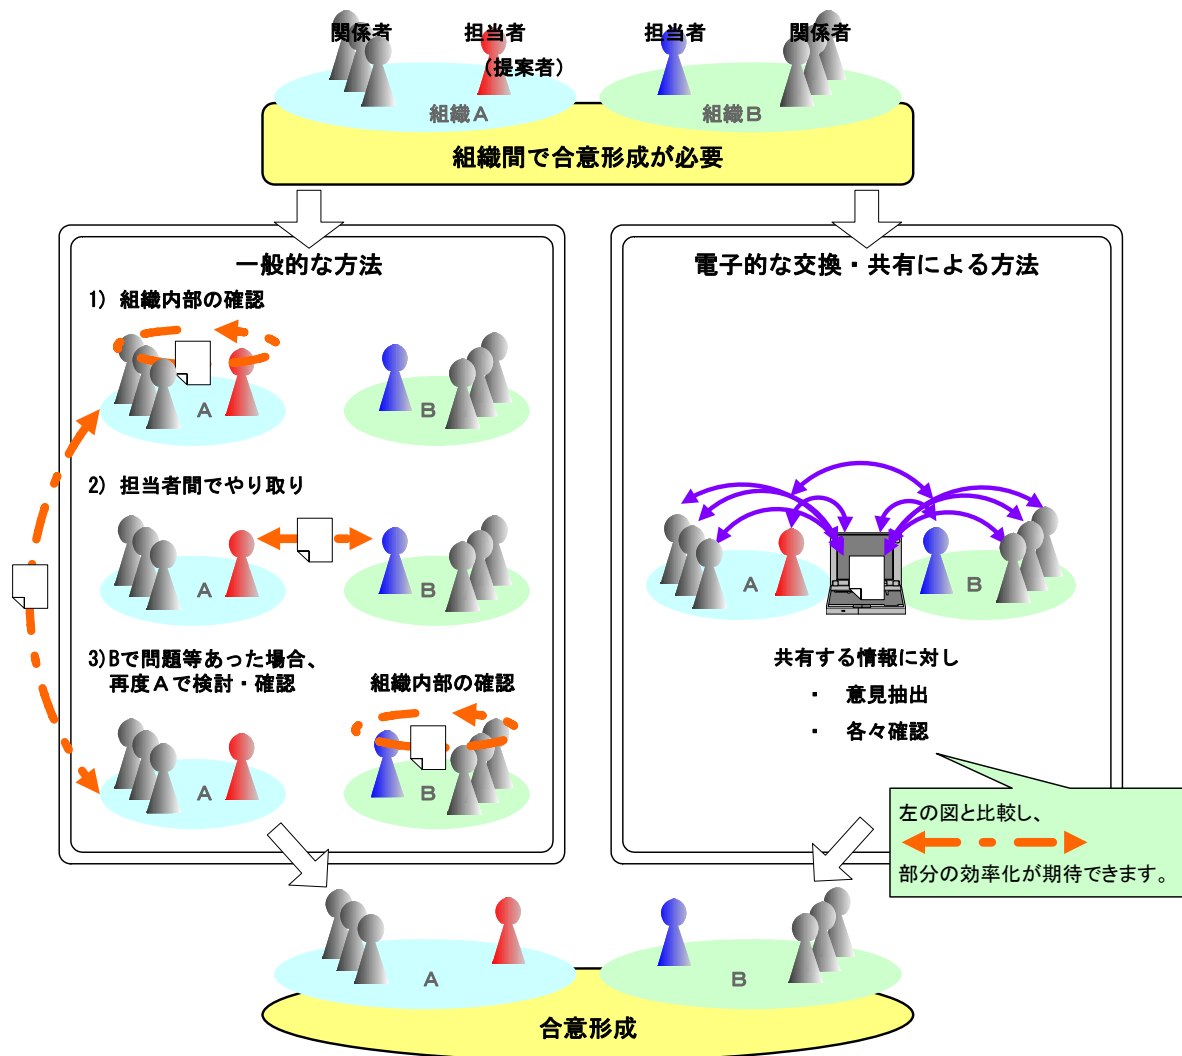 関係者
担当者
（提案者）
担当者
関係者
組織A
組織B
組織間で合意形成が必要
一般的な方法
1) 組織内部の確認
A
B
2) 担当者間でやり取り
A
B
3)Bで問題等あった場合、
再度Aで検討・確認
組織内部の確認
A
B
電子的な交換・共有による方法
A
B
共有する情報に対し
・ 意見抽出
・ 各々確認
左の図と比較し、
部分の効率化が期待できます。
A
B
合意形成